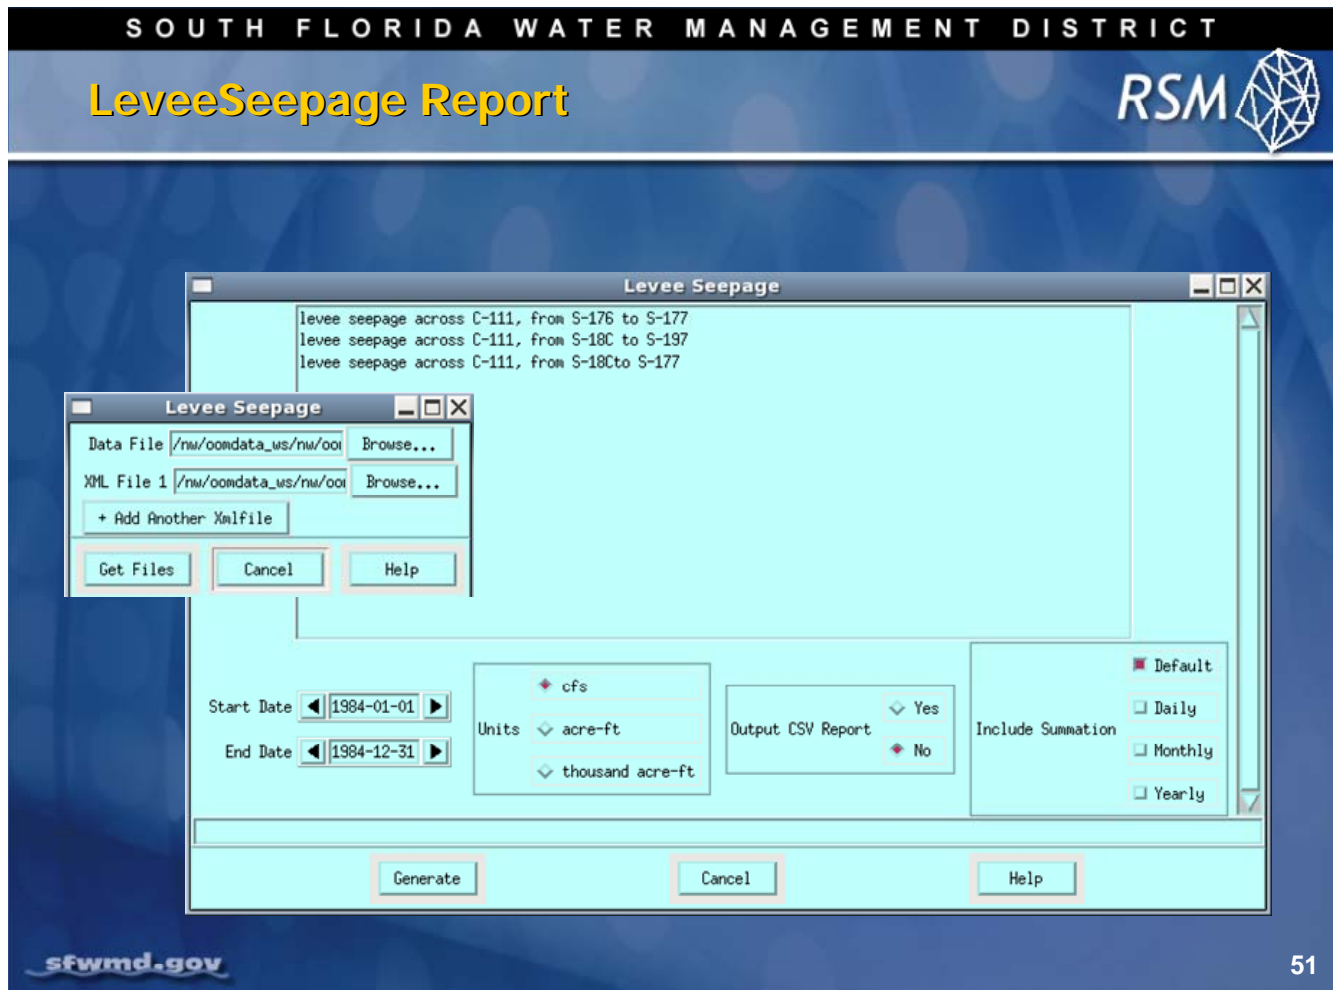 SOUTH FLORIDA WATER MANAGEMENT DISTRICT
LeveeSeepage Report
RSM
Levee Seepage
levee seepage across C-111, from S-176 to S-177
levee seepage across C-111, from S-18C to S-197
levee seepage across C-111, from S-18Cto S-177
Levee Seepage
Data File /nw/oomdata_ws/nw/oo Browse...
XML File 1 /nw/oomdata_ws/nw/oo Browse...
+ Add Another Xmlfile
Get Files Cancel Help
Start Date 1984-01-01
End Date 1984-12-31
Units
cfs
acre-ft
thousand acre-ft
Output CSV Report
Yes
No
Include Summation
Default
Daily
Monthly
Yearly
Generate Cancel Help
sfwmd.gov
51